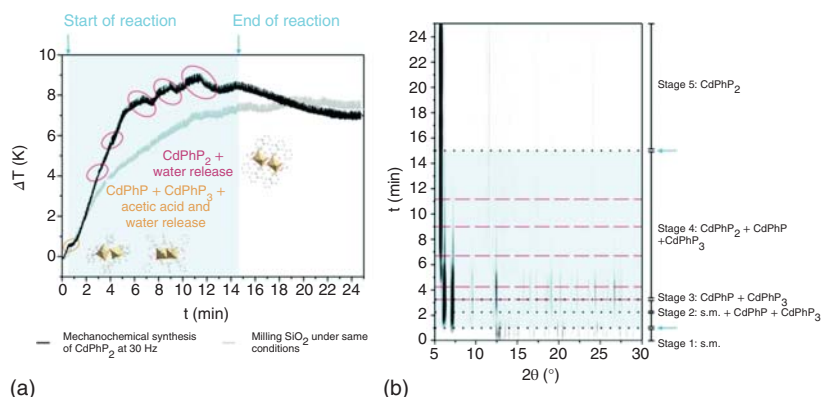 Start of reaction
End of reaction
10
8
6
4
2
0
ΔT (K)
CdPhP2 +
water release
CdPhP + CdPhP3 +
acetic acid and
water release
0 2 4 6 8 10 12 14 16 18 20 22 24
t (min)
Mechanochemical synthesis
of CdPhP2 at 30 Hz
Milling SiO2 under same
conditions
(a)
24
22
20
18
16
14
12
10
8
6
4
2
0
t (min)
5 10 15 20 25 30
2θ (°)
Stage 5: CdPhP2
Stage 4: CdPhP2 + CdPhP
+CdPhP3
Stage 3: CdPhP + CdPhP3
Stage 2: s.m. + CdPhP + CdPhP3
Stage 1: s.m.
(b)